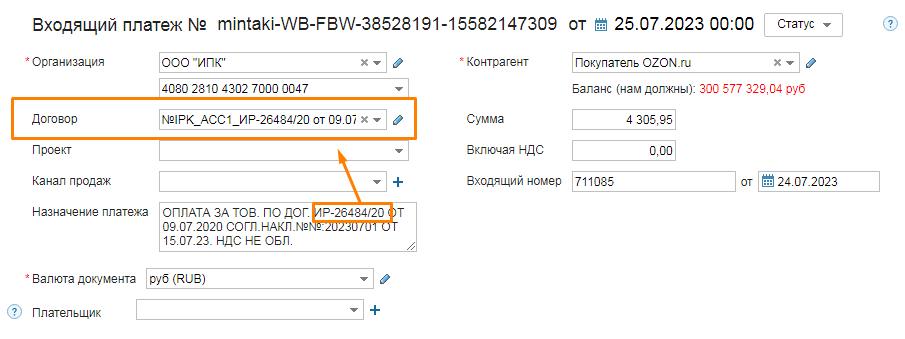 Входящий платеж № mintaki-WB-FBW-38528191-15582147309 от 25.07.2023 00:00 Статус
* Организация ООО "ИПК" * Контрагент Покупатель OZON.ru
4080 2810 4302 7000 0047 Баланс (нам должны): 300 577 329,04 руб
Договор №IPK_ACC1_ИР-26484/20 от 09.07 Сумма 4 305,95
Проект Включая НДС 0,00
Канал продаж Входящий номер 711085 от 24.07.2023
Назначение платежа ОПЛАТА ЗА ТОВ. ПО ДОГ. ИР-26484/20 ОТ
09.07.2020 СОГЛ.НАКЛ.№№:20230701 ОТ
15.07.23. НДС НЕ ОБЛ.
* Валюта документа руб (RUB)
Плательщик